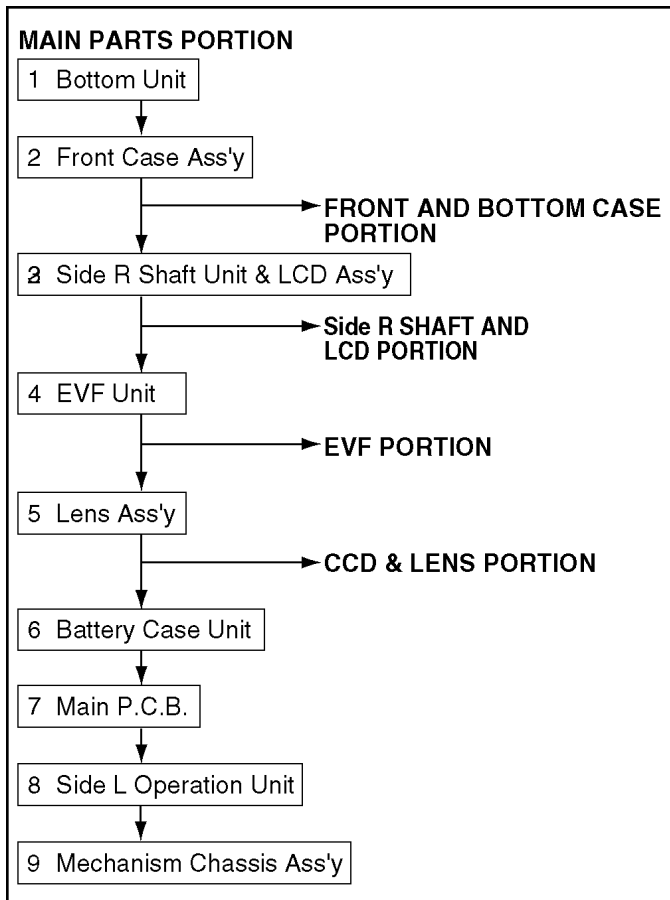 MAIN PARTS PORTION
1 Bottom Unit
2 Front Case Ass'y
FRONT AND BOTTOM CASE
PORTION
3 Side R Shaft Unit & LCD Ass'y
Side R SHAFT AND
LCD PORTION
4 EVF Unit
EVF PORTION
5 Lens Ass'y
CCD & LENS PORTION
6 Battery Case Unit
7 Main P.C.B.
8 Side L Operation Unit
9 Mechanism Chassis Ass'y